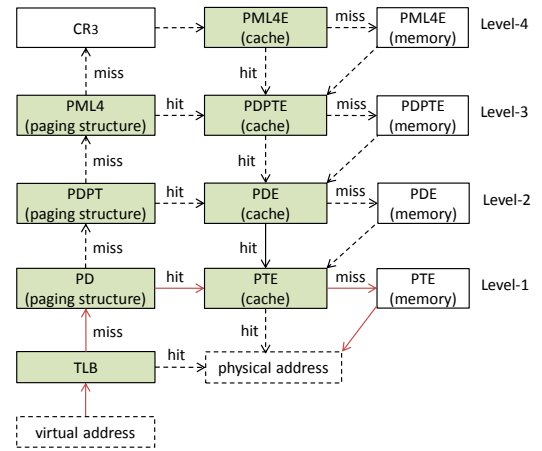 CR3
PML4E
(cache)
miss
PML4E
(memory)
Level-4
miss
hit
PML4
(paging structure)
hit
PDPTE
(cache)
miss
PDPTE
(memory)
Level-3
miss
hit
PDPT
(paging structure)
hit
PDE
(cache)
miss
PDE
(memory)
Level-2
miss
hit
PD
(paging structure)
hit
PTE
(cache)
miss
PTE
(memory)
Level-1
miss
hit
TLB
hit
physical address
virtual address